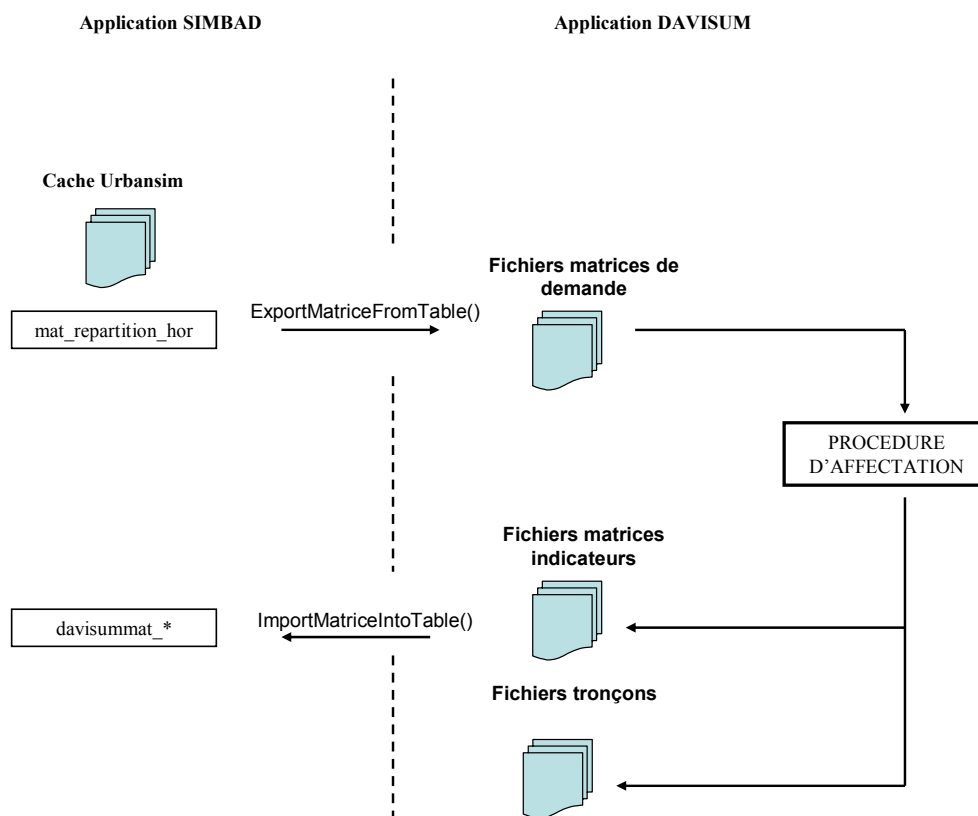 Application SIMBAD
Application DAVISUM
Cache Urbansim
Fichiers matrices de
demande
ExportMatriceFromTable()
mat_repartition_hor
PROCEDURE
D’AFFECTATION
Fichiers matrices
indicateurs
ImportMatriceIntoTable()
davisummat_*
Fichiers tronçons